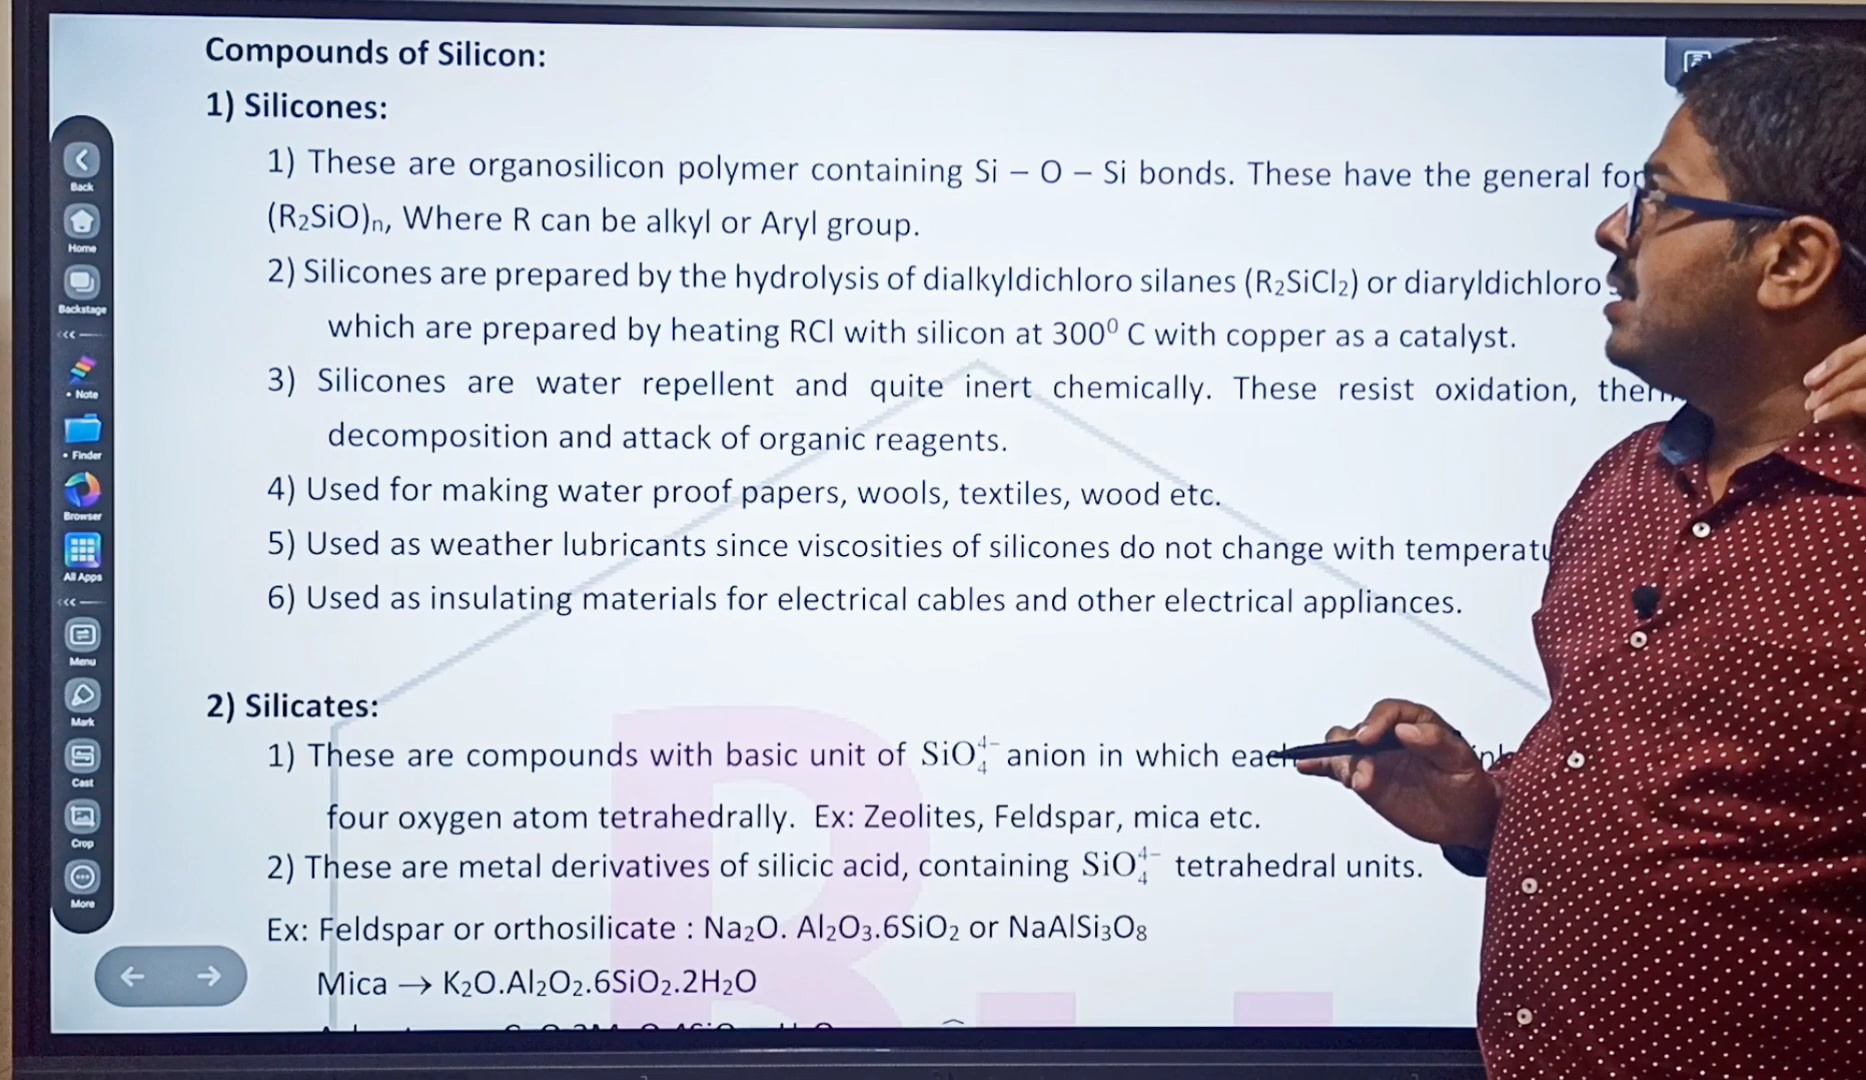 Compounds of Silicon:
1) Silicones:
1) These are organosilicon polymer containing Si – O – Si bonds. These have the general
(R₂SiO)ₙ, Where R can be alkyl or Aryl group.
2) Silicones are prepared by the hydrolysis of dialkyldichloro silanes (R₂SiCl₂) or diaryldichloro
which are prepared by heating RCl with silicon at 300⁰ C with copper as a catalyst.
3) Silicones are water repellent and quite inert chemically. These resist oxidation,
decomposition and attack of organic reagents.
4) Used for making water proof papers, wools, textiles, wood etc.
5) Used as weather lubricants since viscosities of silicones do not change with
6) Used as insulating materials for electrical cables and other electrical appliances.
2) Silicates:
1) These are compounds with basic unit of SiO₄⁴⁻ anion in which each
four oxygen atom tetrahedrally. Ex: Zeolites, Feldspar, mica etc.
2) These are metal derivatives of silicic acid, containing SiO₄⁴⁻ tetrahedral units.
Ex: Feldspar or orthosilicate : Na₂O. Al₂O₃.6SiO₂ or NaAlSi₃O₈
Mica → K₂O.Al₂O₂.6SiO₂.2H₂O
Back
Home
Backstage
• Note
• Finder
Browser
All Apps
Menu
Mark
Cast
Crop
More